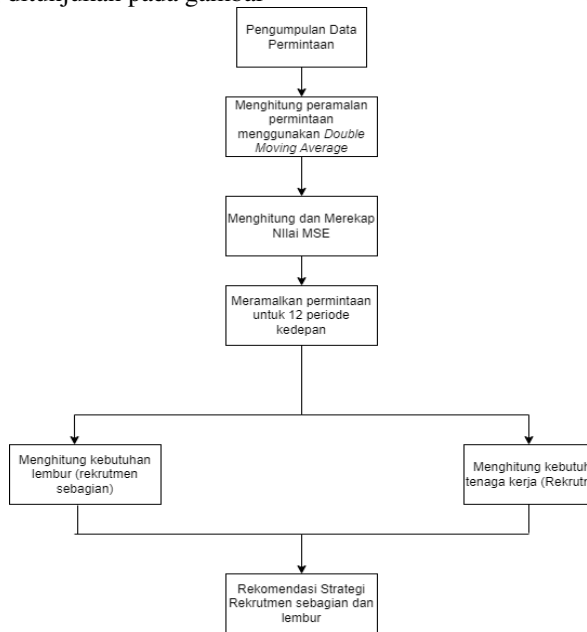 ditunjukan pada gambar
Pengumpulan Data
Permintaan
Menghitung peramalan
permintaan
menggunakan Double
Moving Average
Menghitung dan Merekap
NIlai MSE
Meramalkan permintaan
untuk 12 periode
kedepan
Menghitung kebutuhan
lembur (rekrutmen
sebagian)
Menghitung
tenaga kerja
Rekomendasi Strategi
Rekrutmen sebagian dan
lembur